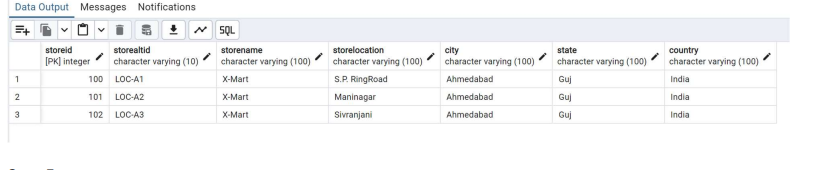 Data Output Messages Notifications
SQL
storeid storealtid storename storelocation city state country
[PK] integer character varying (10) character varying (100) character varying (100) character varying (100) character varying (100) character varying (100)
1 100 LOC-A1 X-Mart S.P. RingRoad Ahmedabad Guj India
2 101 LOC-A2 X-Mart Maninagar Ahmedabad Guj India
3 102 LOC-A3 X-Mart Sivranjani Ahmedabad Guj India